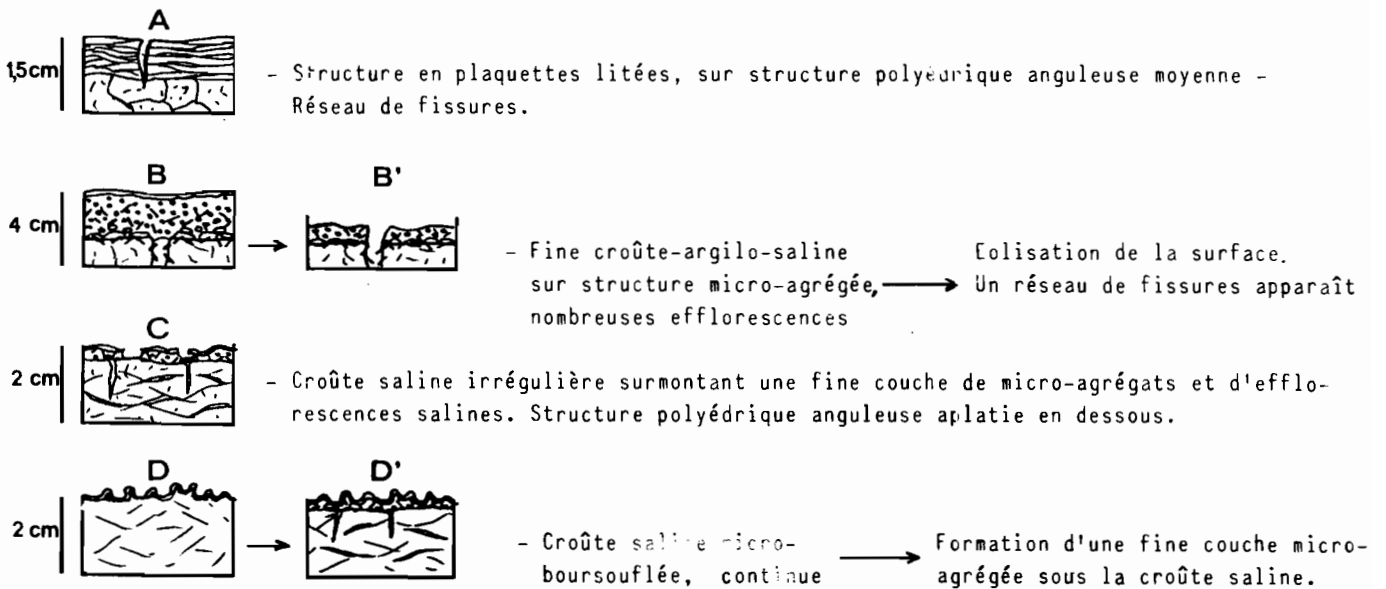 A
1,5cm
- Structure en plaquettes litées, sur structure polyédrique anguleuse moyenne -
Réseau de fissures.
B
B'
4 cm
- Fine croûte-argilo-saline
sur structure micro-agrégée,
nombreuses efflorescences
Eolisation de la surface.
Un réseau de fissures apparaît
C
2 cm
- Croûte saline irrégulière surmontant une fine couche de micro-agrégats et d'efflo-
rescences salines. Structure polyédrique anguleuse aplatie en dessous.
D
D'
2 cm
- Croûte saline micro-
boursouflée, continue
Formation d'une fine couche micro-
agrégée sous la croûte saline.